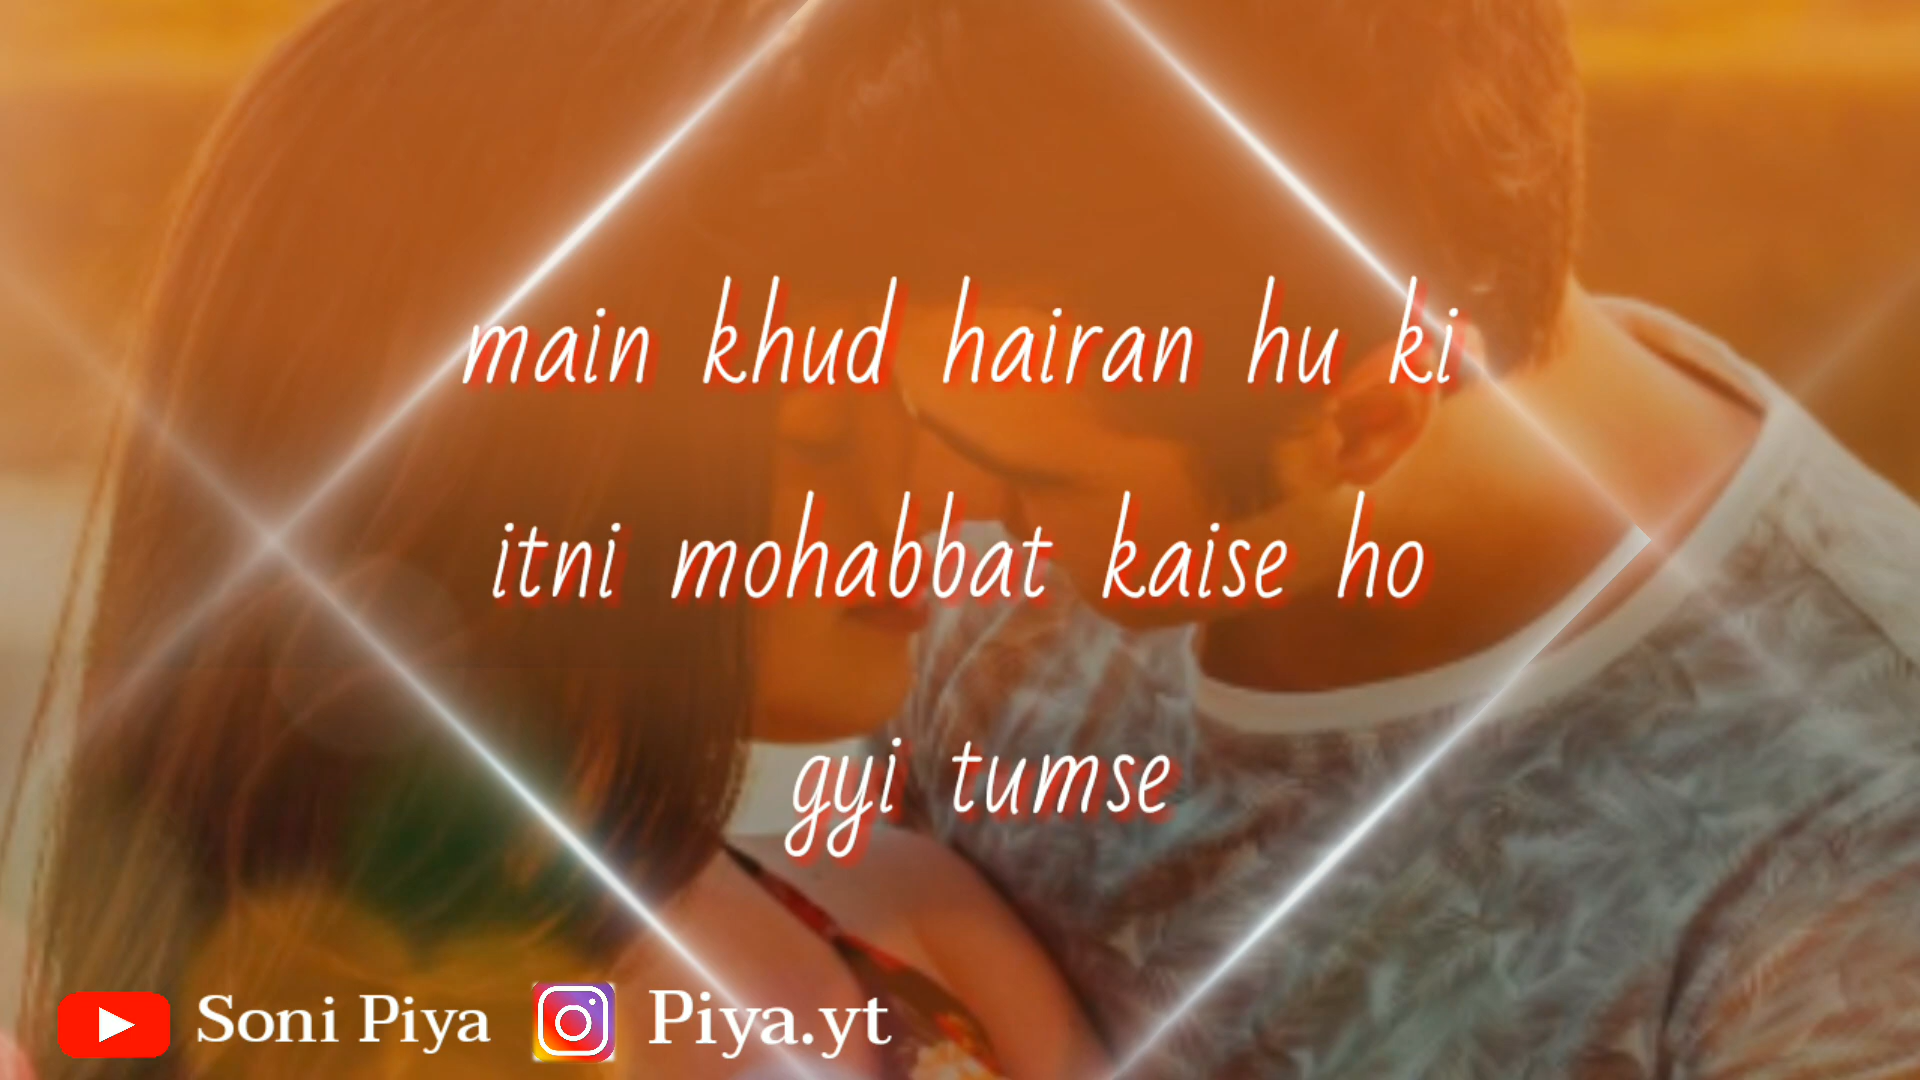 main khud hairan hu ki
itni mohabbat kaise ho
gyi tumse
Soni Piya Piya.yt